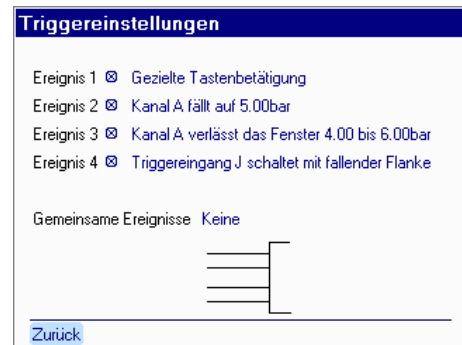 Triggereinstellungen
Ereignis 1 ⊗ Gezielte Tastenbetätigung
Ereignis 2 ⊗ Kanal A fällt auf 5.00bar
Ereignis 3 ⊗ Kanal A verlässt das Fenster 4.00 bis 6.00bar
Ereignis 4 ⊗ Triggereingang J schaltet mit fallender Flanke
Gemeinsame Ereignisse Keine
Zurück